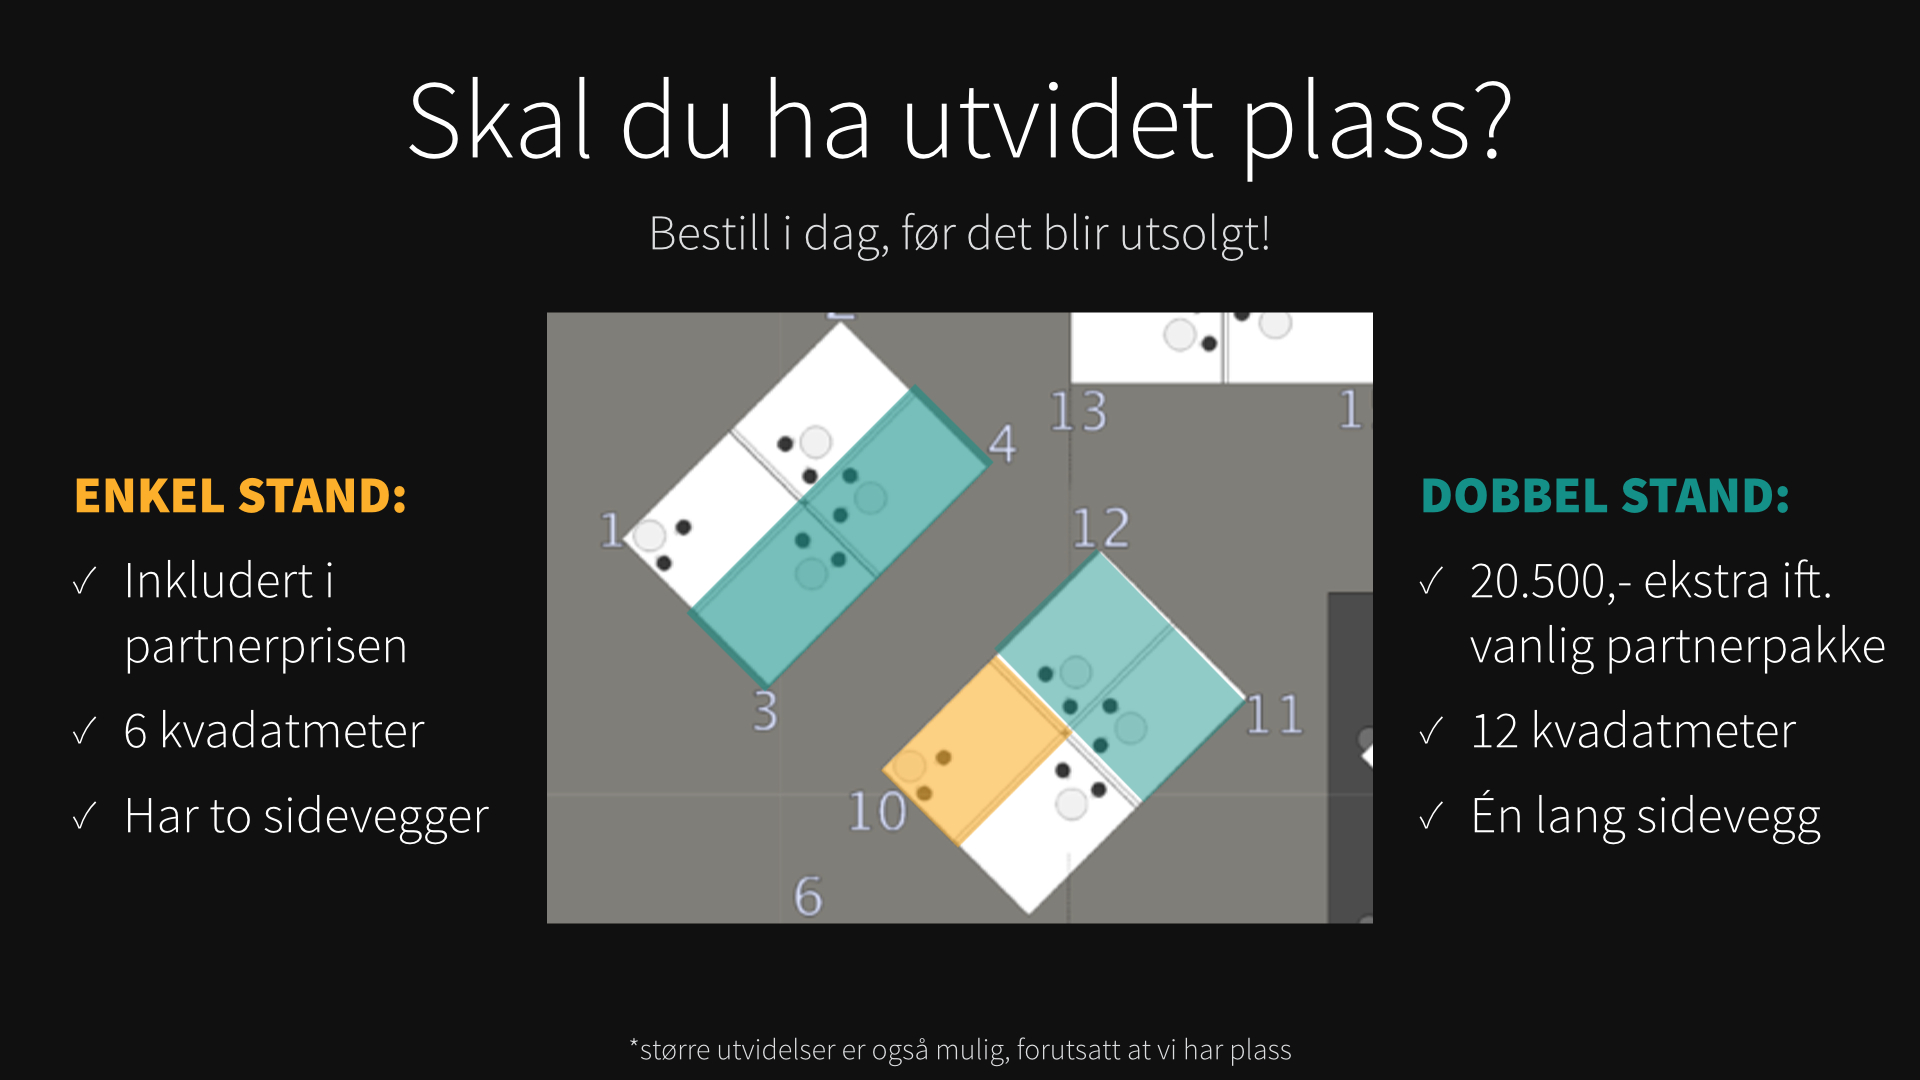 Skal du ha utvidet plass?
Bestill i dag, før det blir utsolgt!
ENKEL STAND:
✓ Inkludert i
partnerprisen
✓ 6 kvadatmeter
✓ Har to sidevegger
13
4
1
12
3
11
10
6
DOBBEL STAND:
✓ 20.500,- ekstra ift.
vanlig partnerpakke
✓ 12 kvadatmeter
✓ Én lang sidevegg
*større utvidelser er også mulig, forutsatt at vi har plass